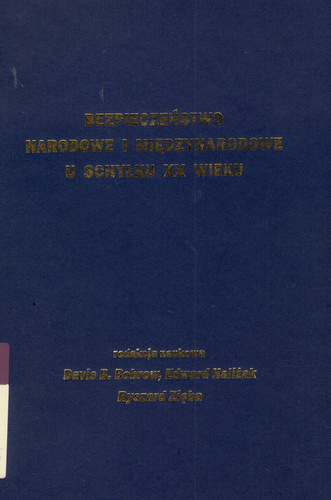 BEZPIECZEŃSTWO
NARODOWE I MIĘDZYNARODOWE
U SCHYŁKU XX WIEKU
redakcja naukowa
Davis B. Bobrow, Edward Haliżak
Ryszard Zięba